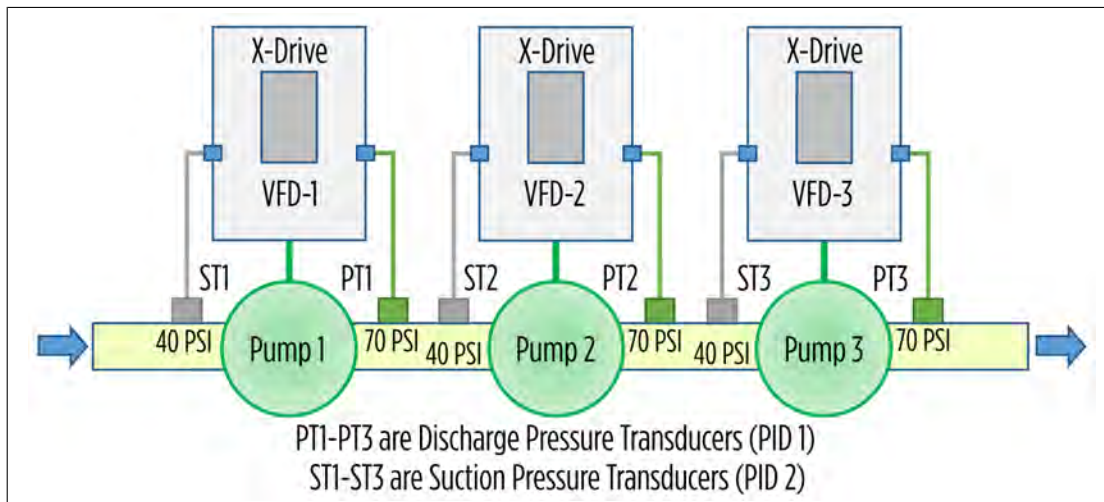 X-Drive
X-Drive
X-Drive
VFD-1
VFD-2
VFD-3
ST1
PT1
ST2
PT2
ST3
PT3
40 PSI
Pump 1
70 PSI
40 PSI
Pump 2
70 PSI
40 PSI
Pump 3
70 PSI
PT1-PT3 are Discharge Pressure Transducers (PID 1)
ST1-ST3 are Suction Pressure Transducers (PID 2)